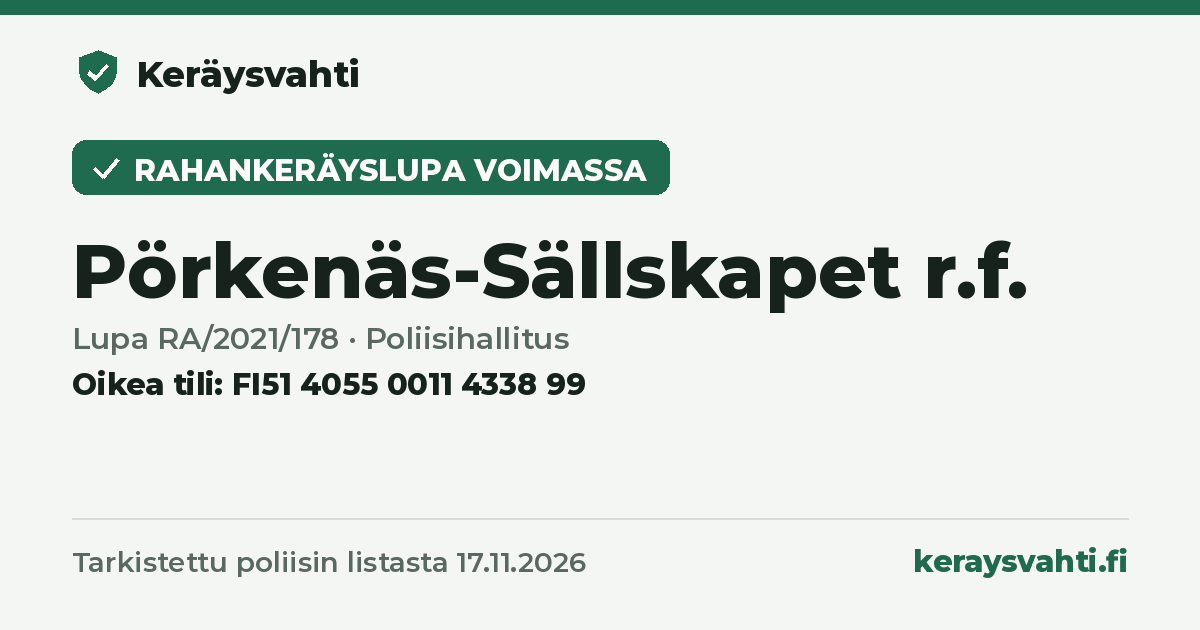 Keräysvahti
RAHANKERÄYSLUPA VOIMASSA
Pörkenäs-Sällskapet r.f.
Lupa RA/2021/178 · Poliisihallitus
Oikea tili: FI51 4055 0011 4338 99
Tarkistettu poliisin listasta 17.11.2026
keraysvahti.fi